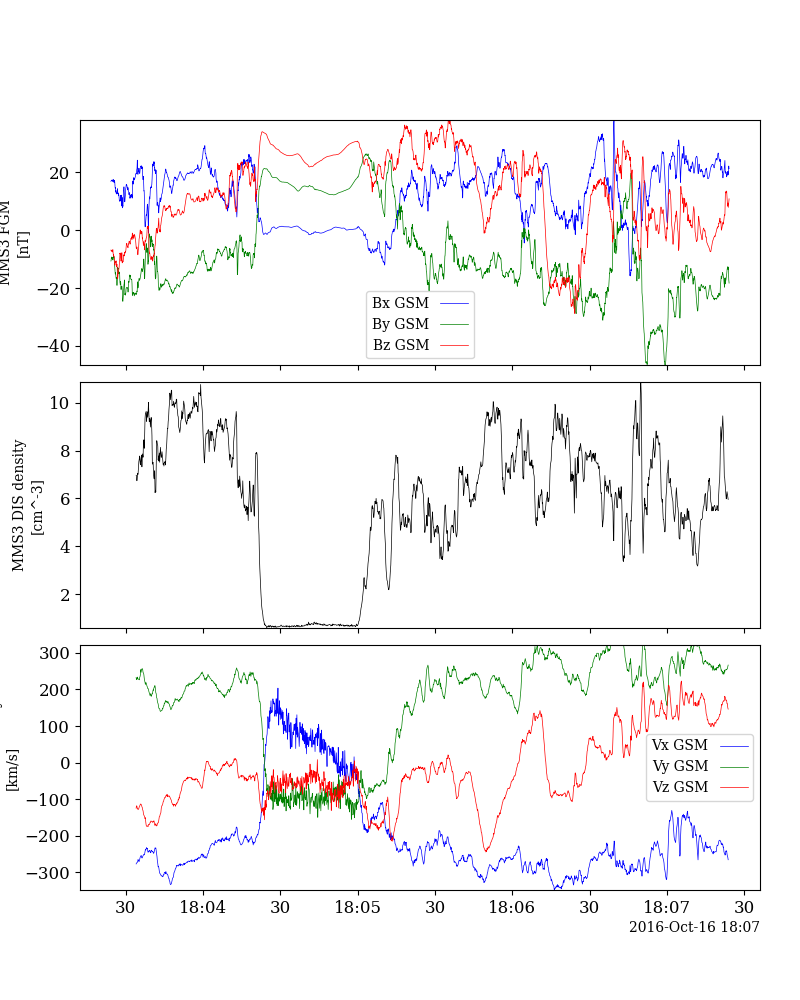 20
0
−20
−40
MMS3 FGM
[nT]
Bx GSM
By GSM
Bz GSM
10
8
6
4
2
MMS3 DIS density
[cm^-3]
300
200
100
0
−100
−200
−300
[km/s]
Vx GSM
Vy GSM
Vz GSM
30 18:04 30 18:05 30 18:06 30 18:07 30
2016-Oct-16 18:07